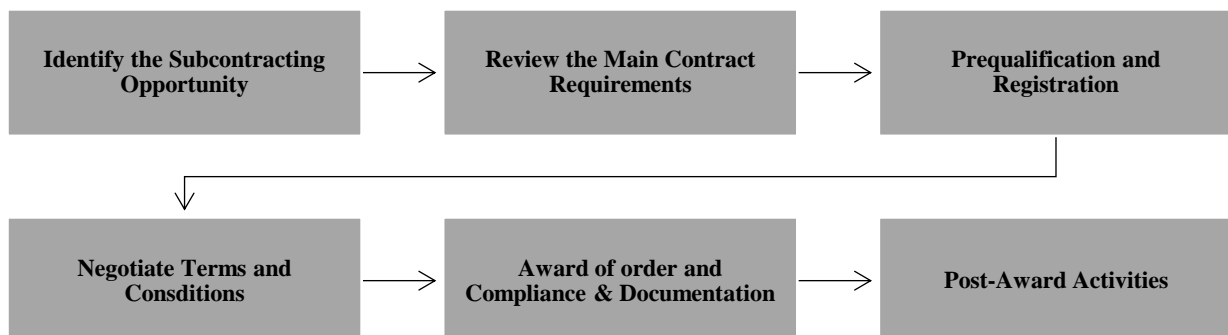 Identify the Subcontracting
Opportunity
Review the Main Contract
Requirements
Prequalification and
Registration
Negotiate Terms and
Consditions
Award of order and
Compliance & Documentation
Post-Award Activities